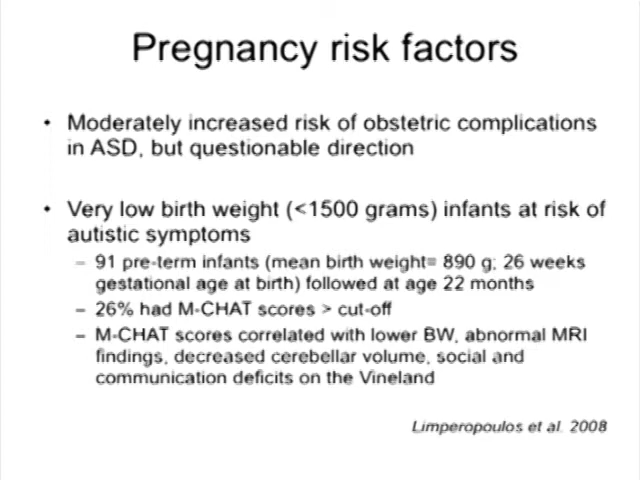 Pregnancy risk factors
• Moderately increased risk of obstetric complications
in ASD, but questionable direction
• Very low birth weight (<1500 grams) infants at risk of
autistic symptoms
– 91 pre-term infants (mean birth weight= 890 g; 26 weeks
gestational age at birth) followed at age 22 months
– 26% had M-CHAT scores > cut-off
– M-CHAT scores correlated with lower BW, abnormal MRI
findings, decreased cerebellar volume, social and
communication deficits on the Vineland
Limperopoulos et al. 2008